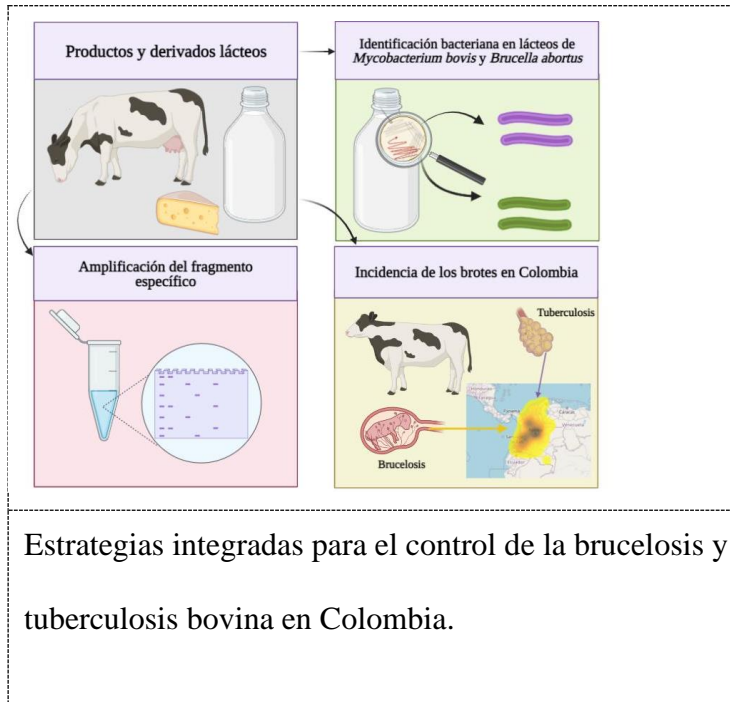 Productos y derivados lácteos
Identificación bacteriana en lácteos de
Mycobacterium bovis y Brucella abortus
Amplificación del fragmento
específico
Incidencia de los brotes en Colombia
Tuberculosis
Brucelosis
Estrategias integradas para el control de la brucelosis y
tuberculosis bovina en Colombia.